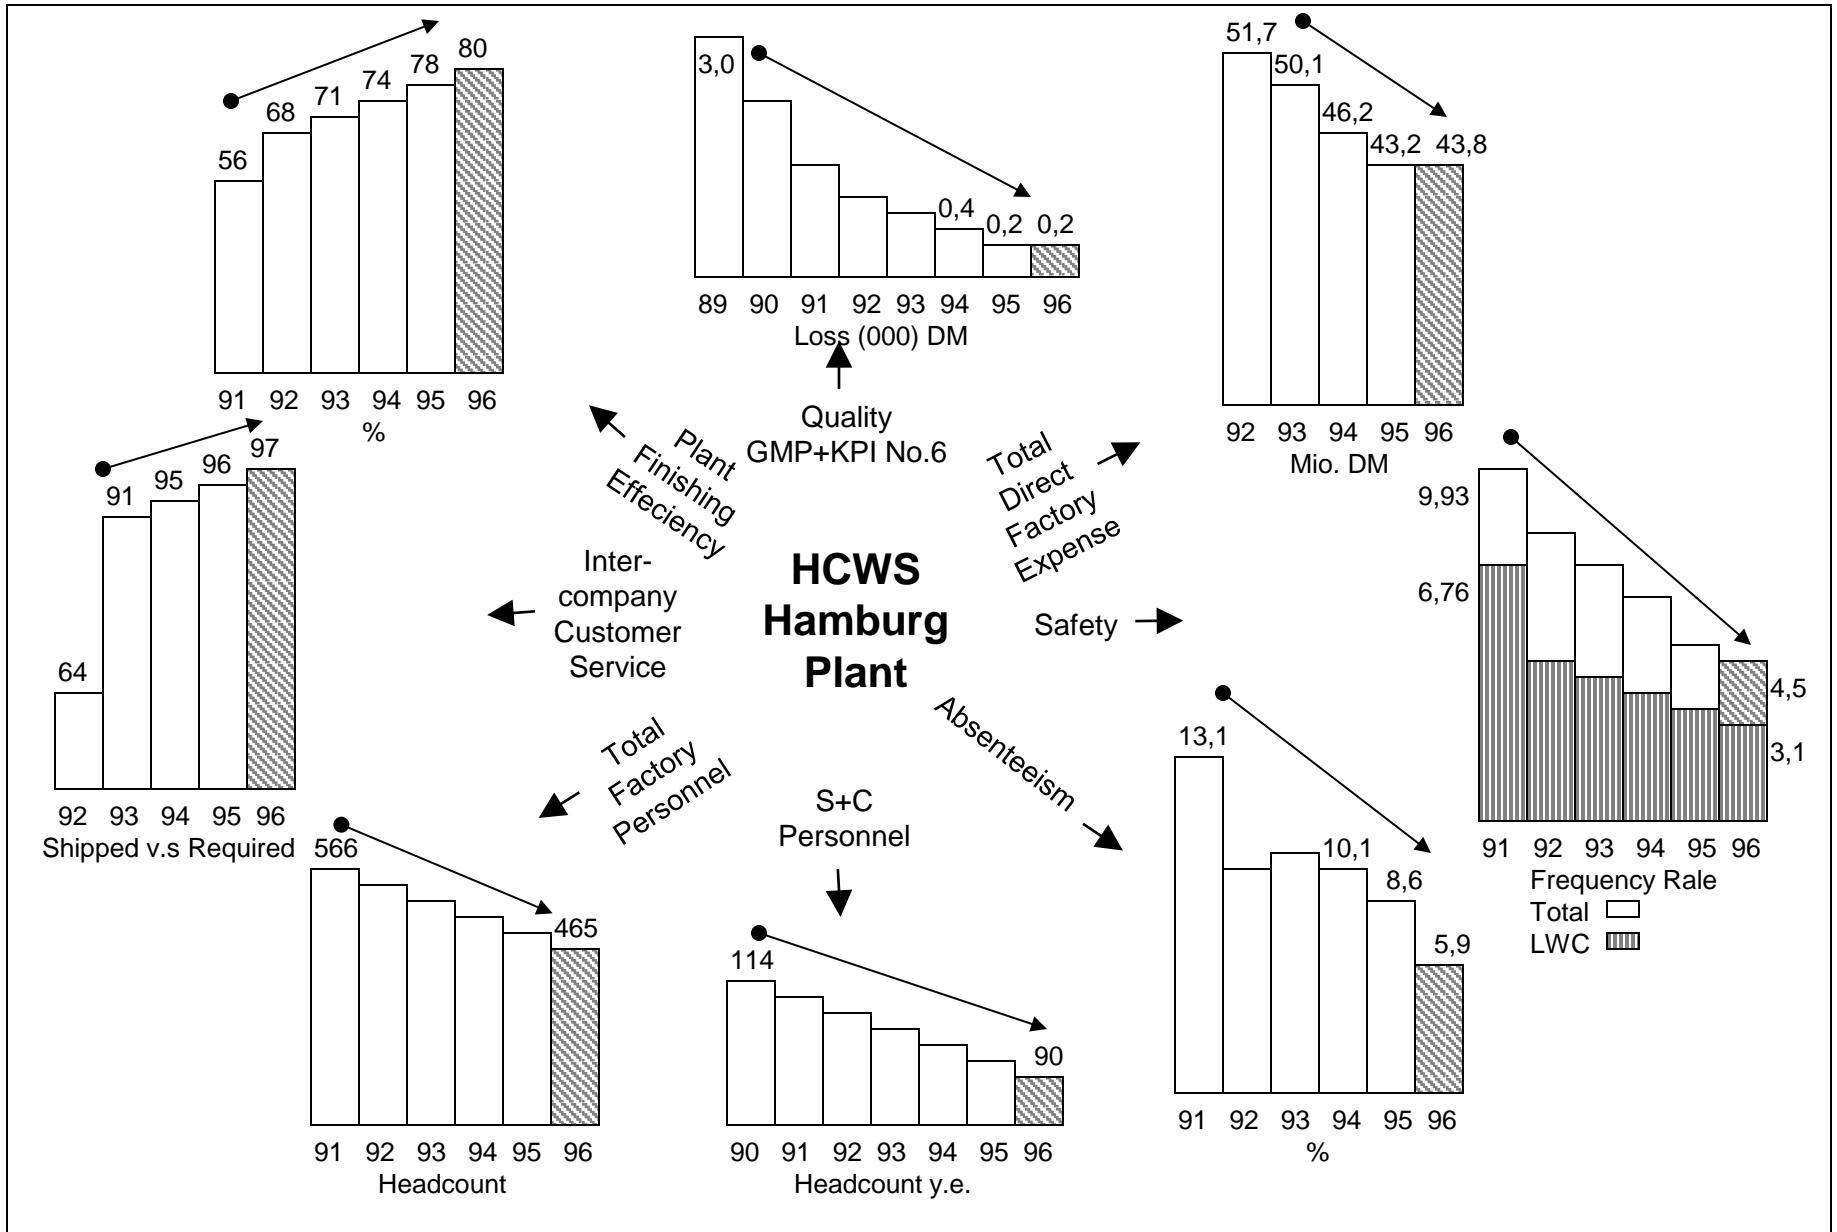 56
68
71
74
78
80
91 92 93 94 95 96
%
3,0
0,4
0,2
0,2
89 90 91 92 93 94 95 96
Loss (000) DM
51,7
50,1
46,2
43,2
43,8
92 93 94 95 96
Mio. DM
Plant
Finishing
Effeciency
Quality
GMP+KPI No.6
Total
Direct
Factory
Expense
64
91
95
96
97
92 93 94 95 96
Shipped v.s Required
Inter-
company
Customer
Service
HCWS
Hamburg
Plant
Safety
9,93
6,76
4,5
3,1
91 92 93 94 95 96
Frequency Rale
Total
LWC
Total
Factory
Personnel
S+C
Personnel
Absenteeism
566
465
91 92 93 94 95 96
Headcount
114
90
90 91 92 93 94 95 96
Headcount y.e.
13,1
10,1
8,6
5,9
91 92 93 94 95 96
%